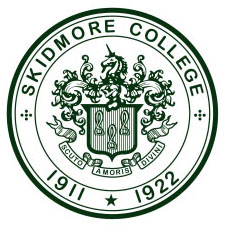 SKIDMORE COLLEGE
SCUTO AMORIS DIVINI
1911 ★ 1922